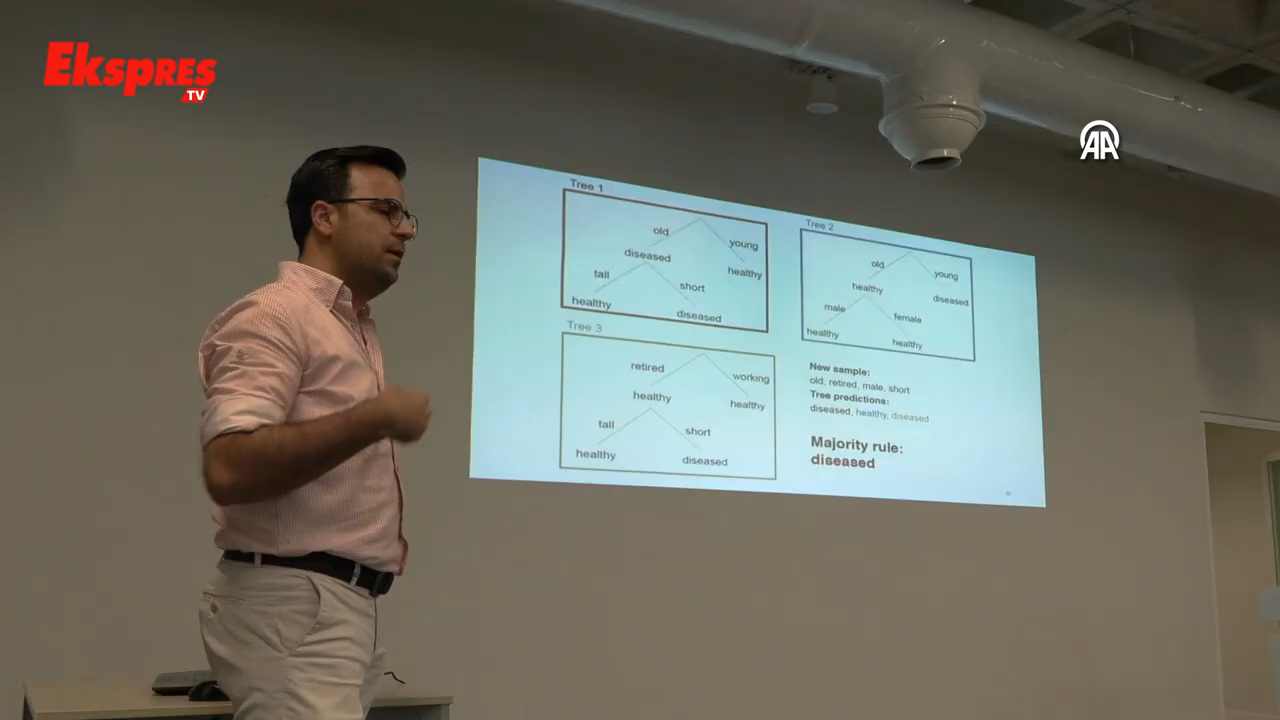 EksPRES
TV
AA
Tree 1
old
young
diseased
healthy
tall
short
healthy
diseased
Tree 2
old
young
healthy
diseased
male
female
healthy
healthy
Tree 3
retired
working
healthy
healthy
tall
short
healthy
diseased
New sample:
old, retired, male, short
Tree predictions:
diseased, healthy, diseased
Majority rule:
diseased